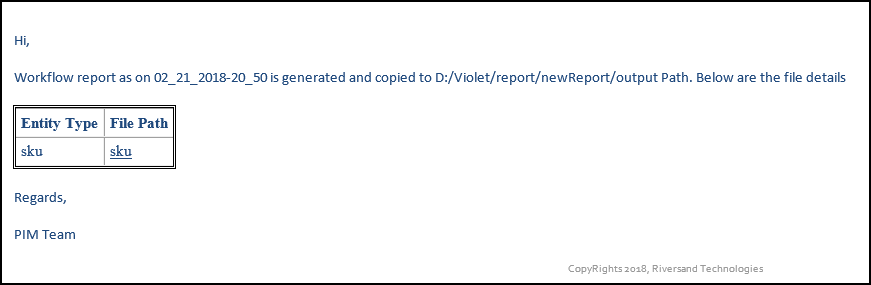 Hi,
Workflow report as on 02_21_2018-20_50 is generated and copied to D:/Violet/report/newReport/output Path. Below are the file details
Entity Type File Path
sku sku
Regards,
PIM Team
CopyRights 2018, Riversand Technologies